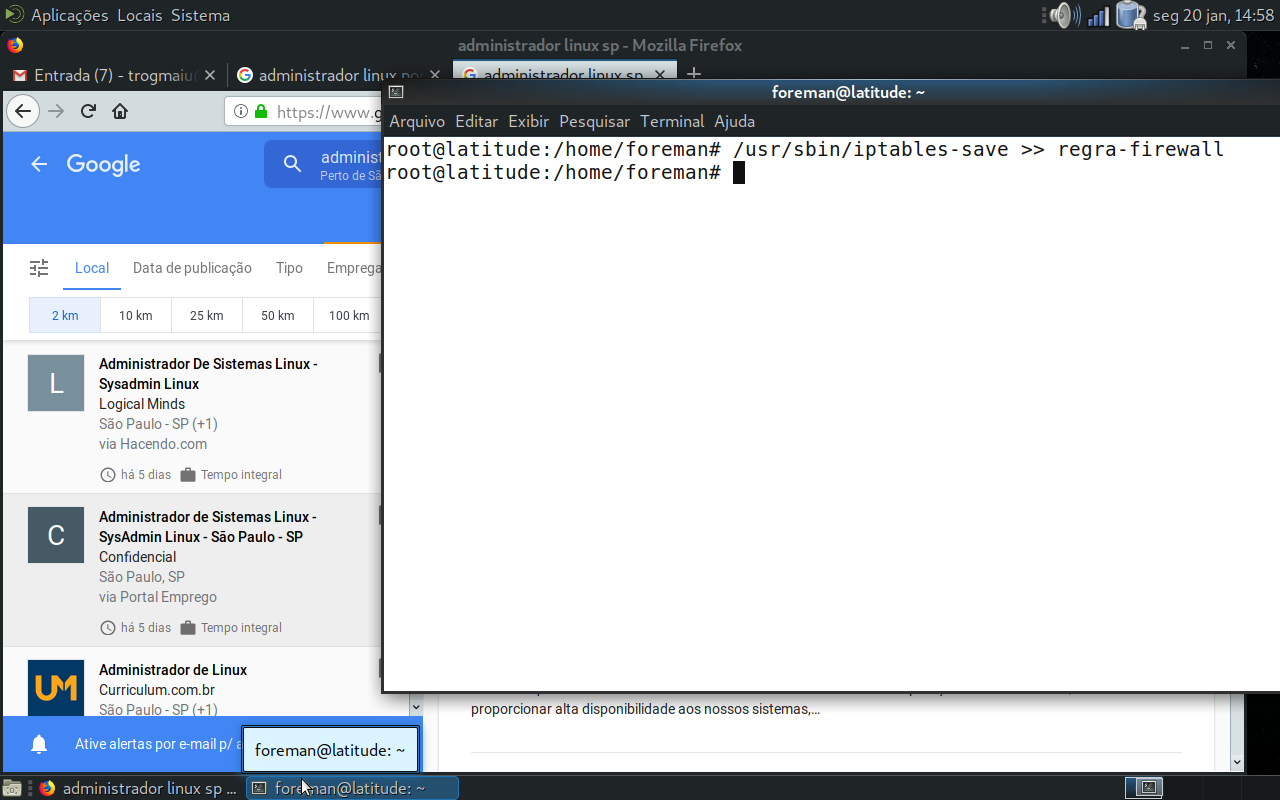 Aplicações Locais Sistema
seg 20 jan, 14:58
administrador linux sp - Mozilla Firefox
Entrada (7) - trogmaiu
administrador linux
administrador linux sp
foreman@latitude: ~
https://www.g
Arquivo Editar Exibir Pesquisar Terminal Ajuda
root@latitude:/home/foreman# /usr/sbin/iptables-save >> regra-firewall
root@latitude:/home/foreman#
Google
Perto de
Local Data de publicação Tipo
2 km 10 km 25 km 50 km 100 km
L
Administrador De Sistemas Linux -
Sysadmin Linux
Logical Minds
São Paulo - SP (+1)
via Hacendo.com
há 5 dias Tempo integral
C
Administrador de Sistemas Linux -
SysAdmin Linux - São Paulo - SP
Confidencial
São Paulo, SP
via Portal Emprego
há 5 dias Tempo integral
UM
Administrador de Linux
Curriculum.com.br
São Paulo - SP (+1)
proporcionar alta disponibilidade aos nossos sistemas,...
Ative alertas por e-mail p/
foreman@latitude: ~
administrador linux sp ...
foreman@latitude: ~